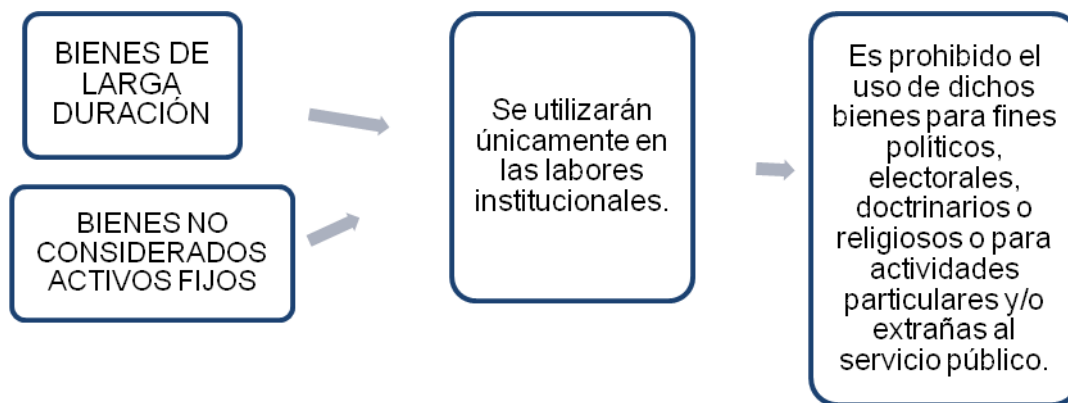 BIENES DE
LARGA
DURACIÓN
BIENES NO
CONSIDERADOS
ACTIVOS FIJOS
Se utilizarán
únicamente en
las labores
institucionales.
Es prohibido el
uso de dichos
bienes para fines
políticos,
electorales,
doctrinarios o
religiosos o para
actividades
particulares y/o
extrañas al
servicio público.